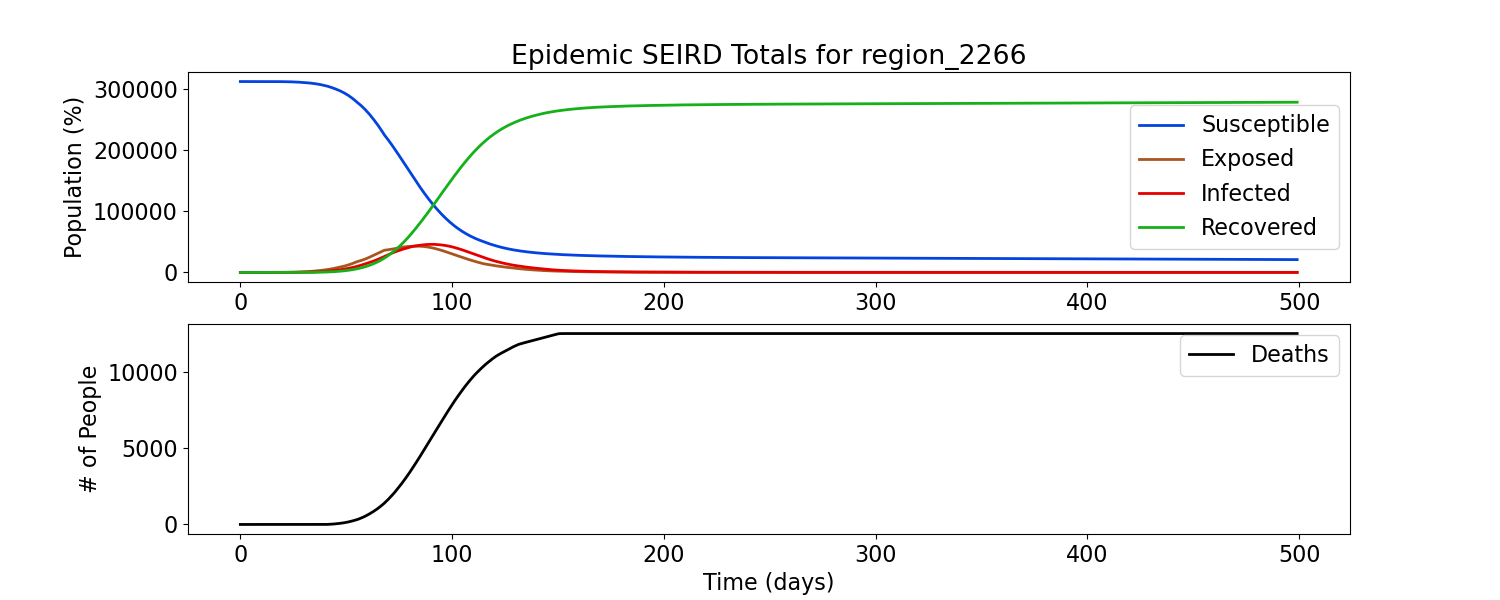 Epidemic SEIRD Totals for region_2266
Population (%)
300000
200000
100000
0
Susceptible
Exposed
Infected
Recovered
0 100 200 300 400 500
# of People
10000
5000
0
Deaths
0 100 200 300 400 500
Time (days)